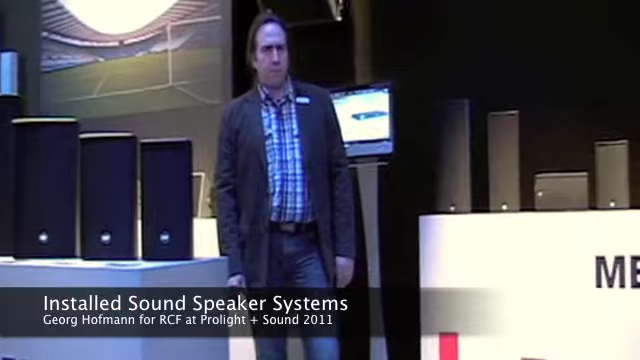 ME
Installed Sound Speaker Systems
Georg Hofmann for RCF at Prolight + Sound 2011